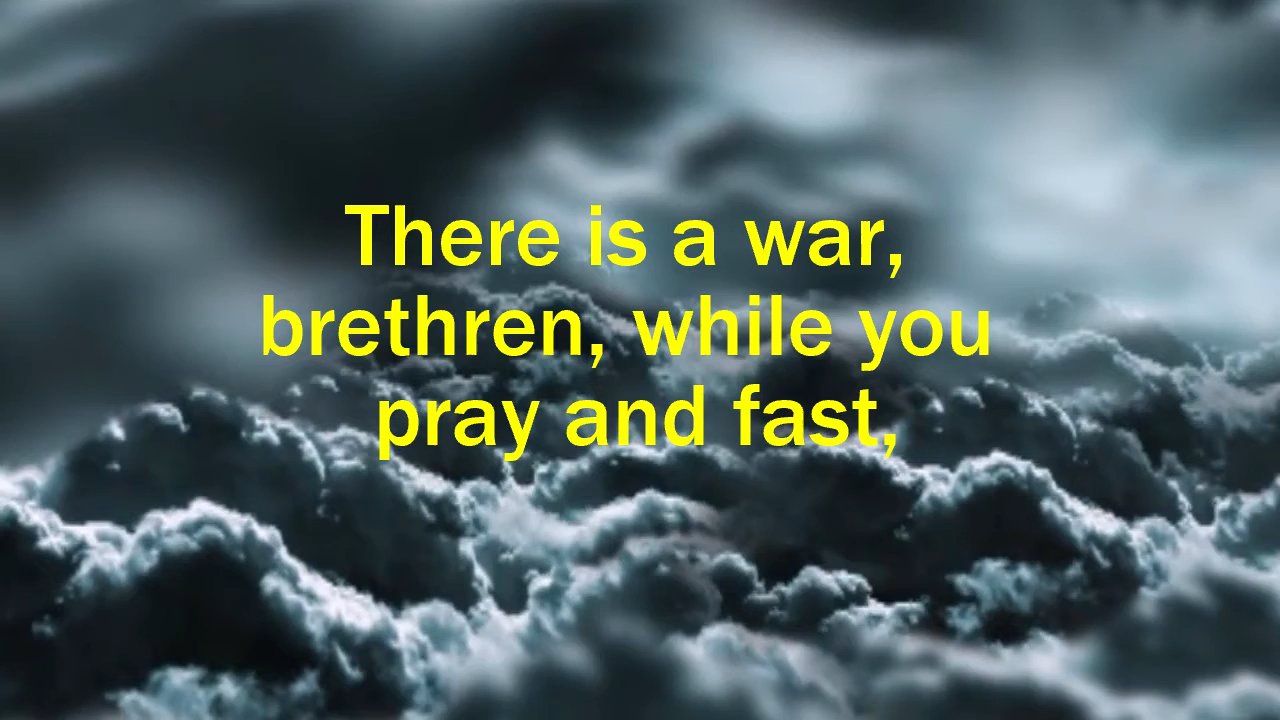 There is a war,
brethren, while you
pray and fast,